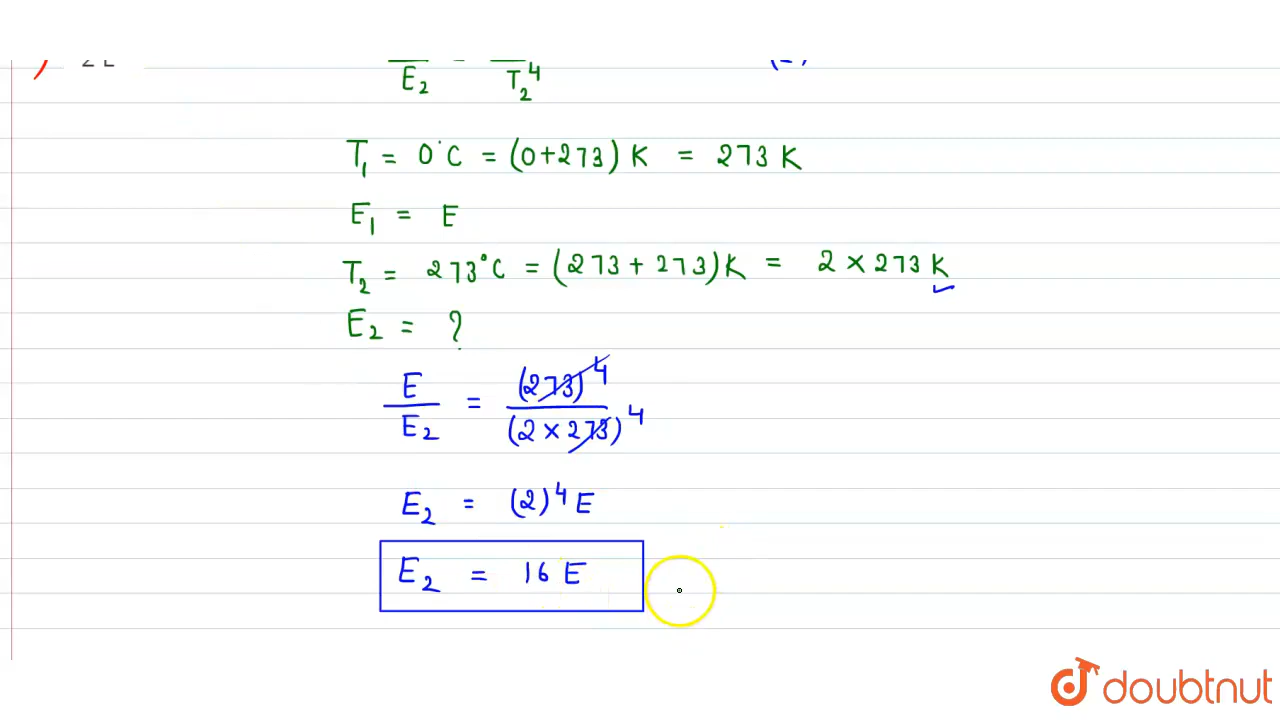 ) 2E
E₂ = T₂⁴
T₁ = 0°C = (0+273) K = 273 K
E₁ = E
T₂ = 273°C = (273 + 273) K = 2 × 273 K
E₂ = ?
E / E₂ = (273)⁴ / (2 × 273)⁴
E₂ = (2)⁴ E
E₂ = 16 E
doubtnut